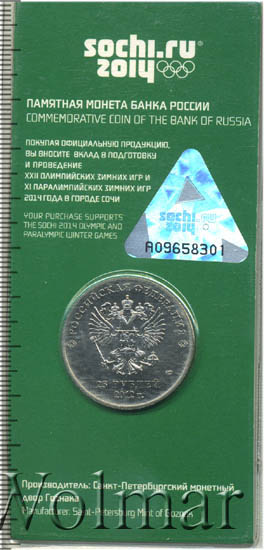 sochi.ru
2014
ПАМЯТНАЯ МОНЕТА БАНКА РОССИИ
COMMEMORATIVE COIN OF THE BANK OF RUSSIA
ПОКУПАЯ ОФИЦИАЛЬНУЮ ПРОДУКЦИЮ,
ВЫ ВНОСИТЕ ВКЛАД В ПОДГОТОВКУ
И ПРОВЕДЕНИЕ
XXII ОЛИМПИЙСКИХ ЗИМНИХ ИГР И
XI ПАРАЛИМПИЙСКИХ ЗИМНИХ ИГР
2014 ГОДА В ГОРОДЕ СОЧИ
YOUR PURCHASE SUPPORTS
THE SOCHI 2014 OLYMPIC AND
PARALYMPIC WINTER GAMES
sochi.ru
2014
A09658301
РОССИЙСКАЯ ФЕДЕРАЦИЯ
25 РУБЛЕЙ
2012 г.
Производитель: Санкт-Петербургский монетный
двор Гознака
Manufacturer: Saint-Petersburg Mint of Goznak
Wolmar